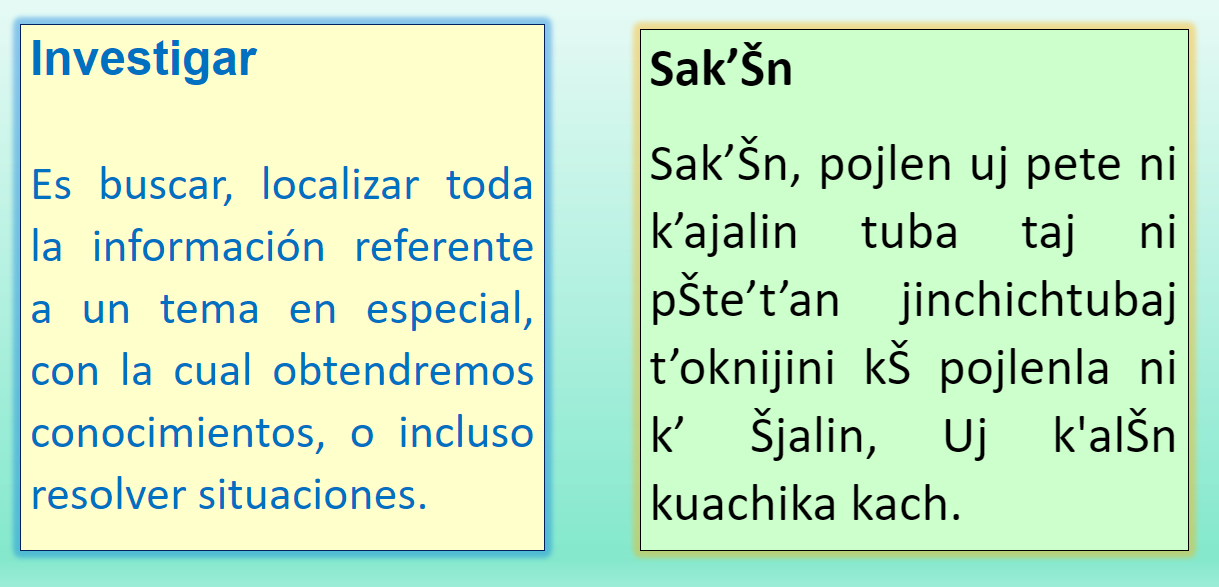 Investigar
Es buscar, localizar toda
la información referente
a un tema en especial,
con la cual obtendremos
conocimientos, o incluso
resolver situaciones.
Sak’Šn
Sak’Šn, pojlen uj pete ni
k’ajalin tuba taj ni
pŠte’t’an jinchichtubaj
t’oknijini kŠ pojlenla ni
k’ Šjalin, Uj k'alŠn
kuachika kach.